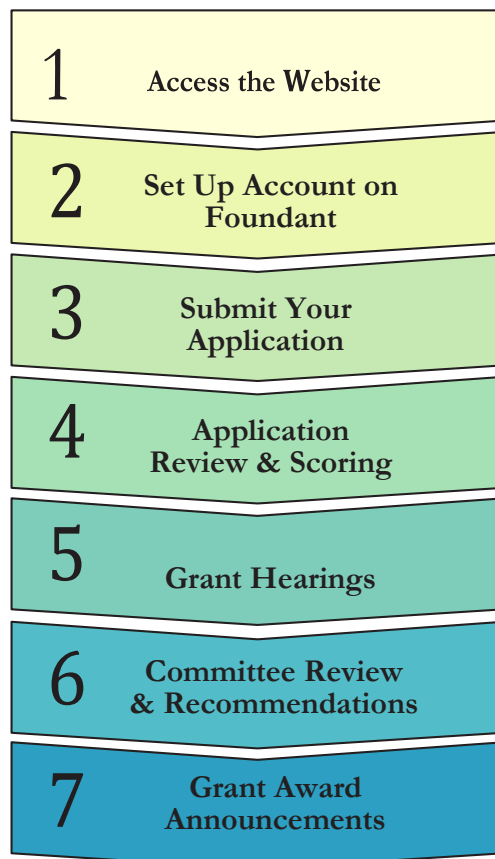 1
Access the Website
2
Set Up Account on
Foundant
3
Submit Your
Application
4
Application
Review & Scoring
5
Grant Hearings
6
Committee Review
& Recommendations
7
Grant Award
Announcements